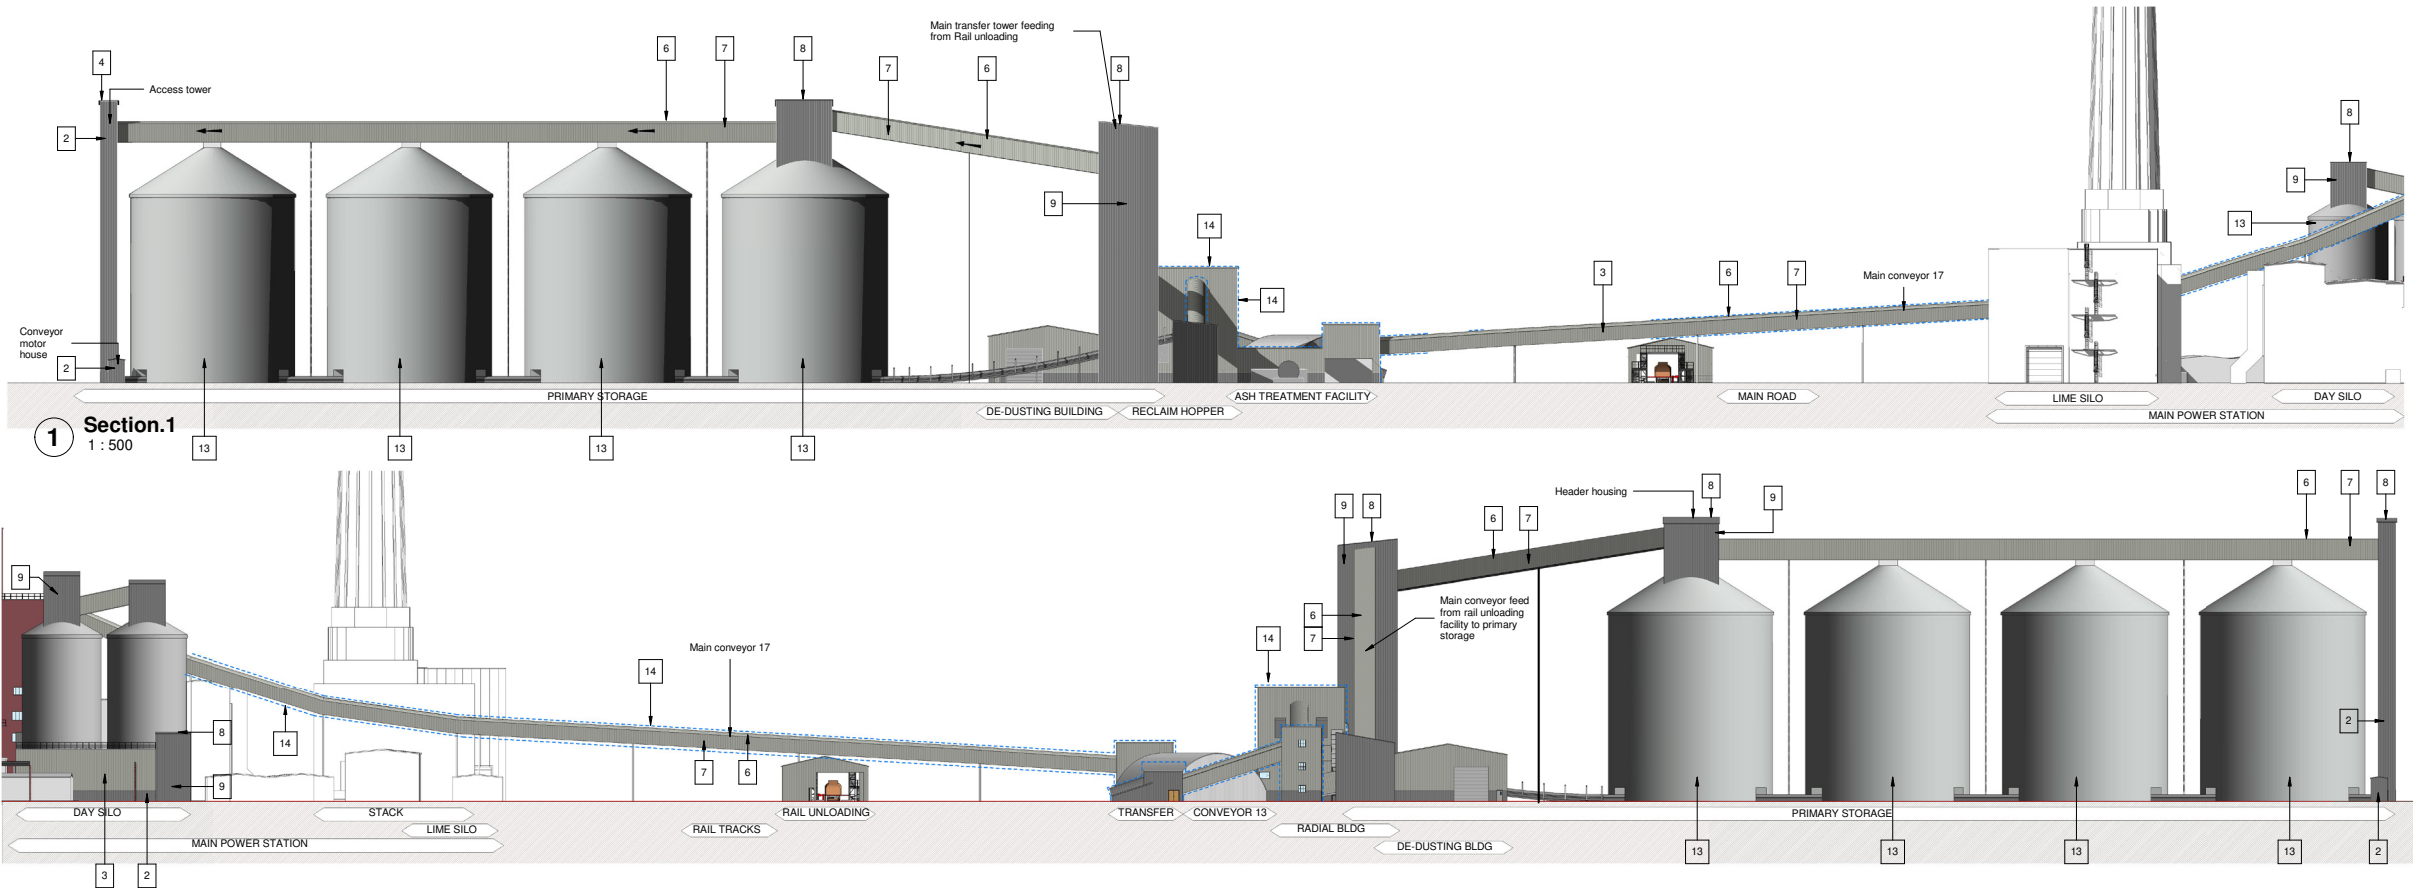 Main transfer tower feeding
from Rail unloading
6
7
8
4
7
6
8
Access tower
2
8
9
9
13
14
14
3
6
7
Main conveyor 17
Conveyor
motor
house
2
PRIMARY STORAGE
ASH TREATMENT FACILITY
MAIN ROAD
LIME SILO
DAY SILO
DE-DUSTING BUILDING
RECLAIM HOPPER
MAIN POWER STATION
1
Section.1
1 : 500
13
13
13
13
Header housing
8
9
6
7
8
9
8
6
7
9
6
7
Main conveyor feed
from rail unloading
facility to primary
storage
14
Main conveyor 17
14
2
8
14
7
6
9
3
2
DAY SILO
STACK
RAIL UNLOADING
TRANSFER
CONVEYOR 13
PRIMARY STORAGE
LIME SILO
RAIL TRACKS
RADIAL BLDG
MAIN POWER STATION
DE-DUSTING BLDG
13
13
13
13
2